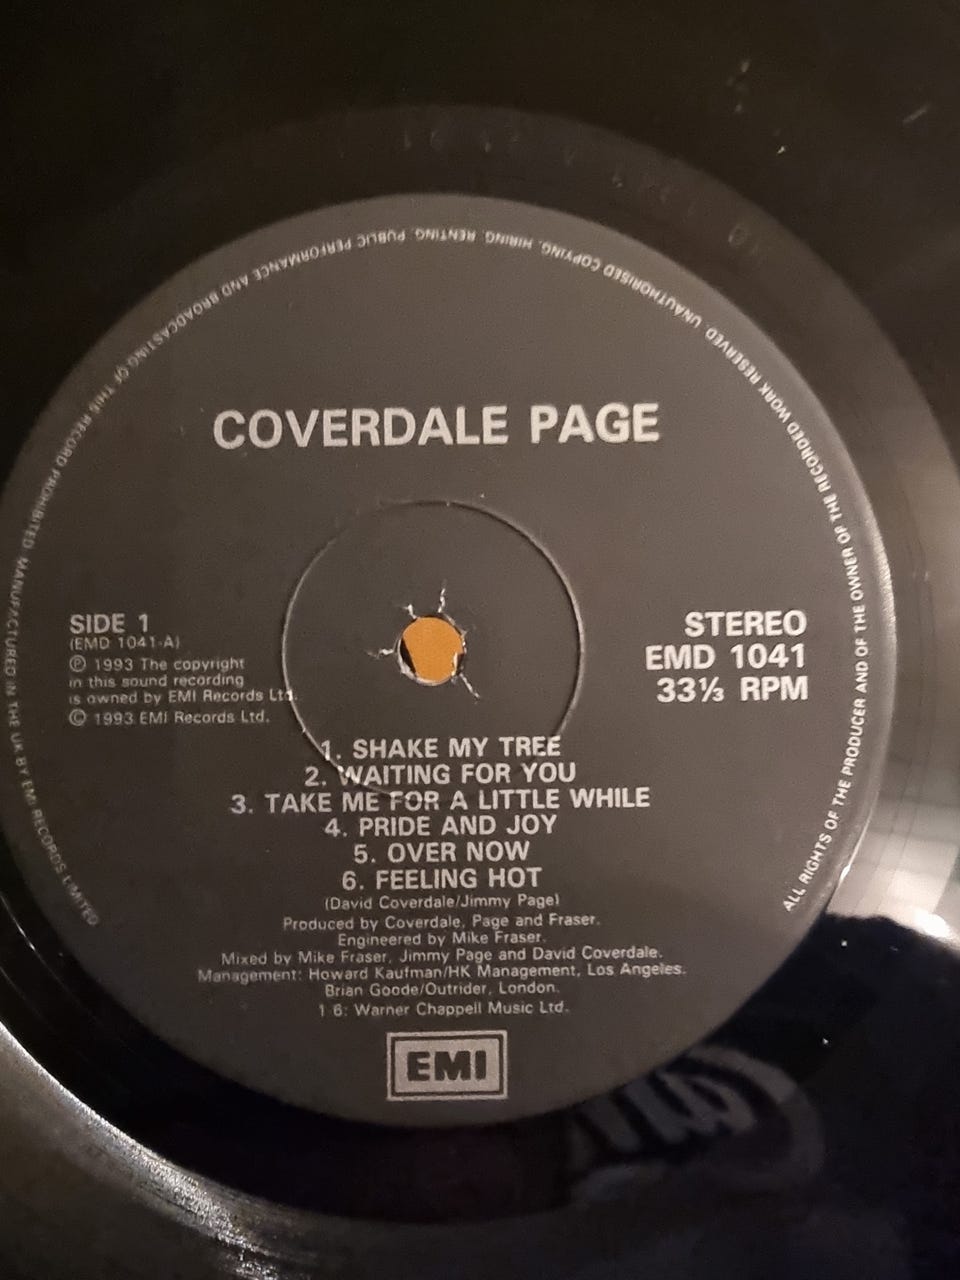 COVERDALE PAGE
SIDE 1
(EMD 1041-A)
℗ 1993 The copyright
in this sound recording
is owned by EMI Records Ltd.
© 1993 EMI Records Ltd.
STEREO
EMD 1041
33⅓ RPM
1. SHAKE MY TREE
2. WAITING FOR YOU
3. TAKE ME FOR A LITTLE WHILE
4. PRIDE AND JOY
5. OVER NOW
6. FEELING HOT
(David Coverdale/Jimmy Page)
Produced by Coverdale, Page and Fraser.
Engineered by Mike Fraser.
Mixed by Mike Fraser, Jimmy Page and David Coverdale.
Management: Howard Kaufman/HK Management, Los Angeles.
Brian Goode/Outrider, London.
1 6: Warner Chappell Music Ltd.
EMI
ALL RIGHTS OF THE PRODUCER AND OF THE OWNER OF THE RECORDED WORK RESERVED. UNAUTHORISED COPYING, HIRING, RENTING, PUBLIC PERFORMANCE AND BROADCASTING OF THIS RECORD PROHIBITED. MANUFACTURED IN THE UK BY EMI RECORDS LIMITED